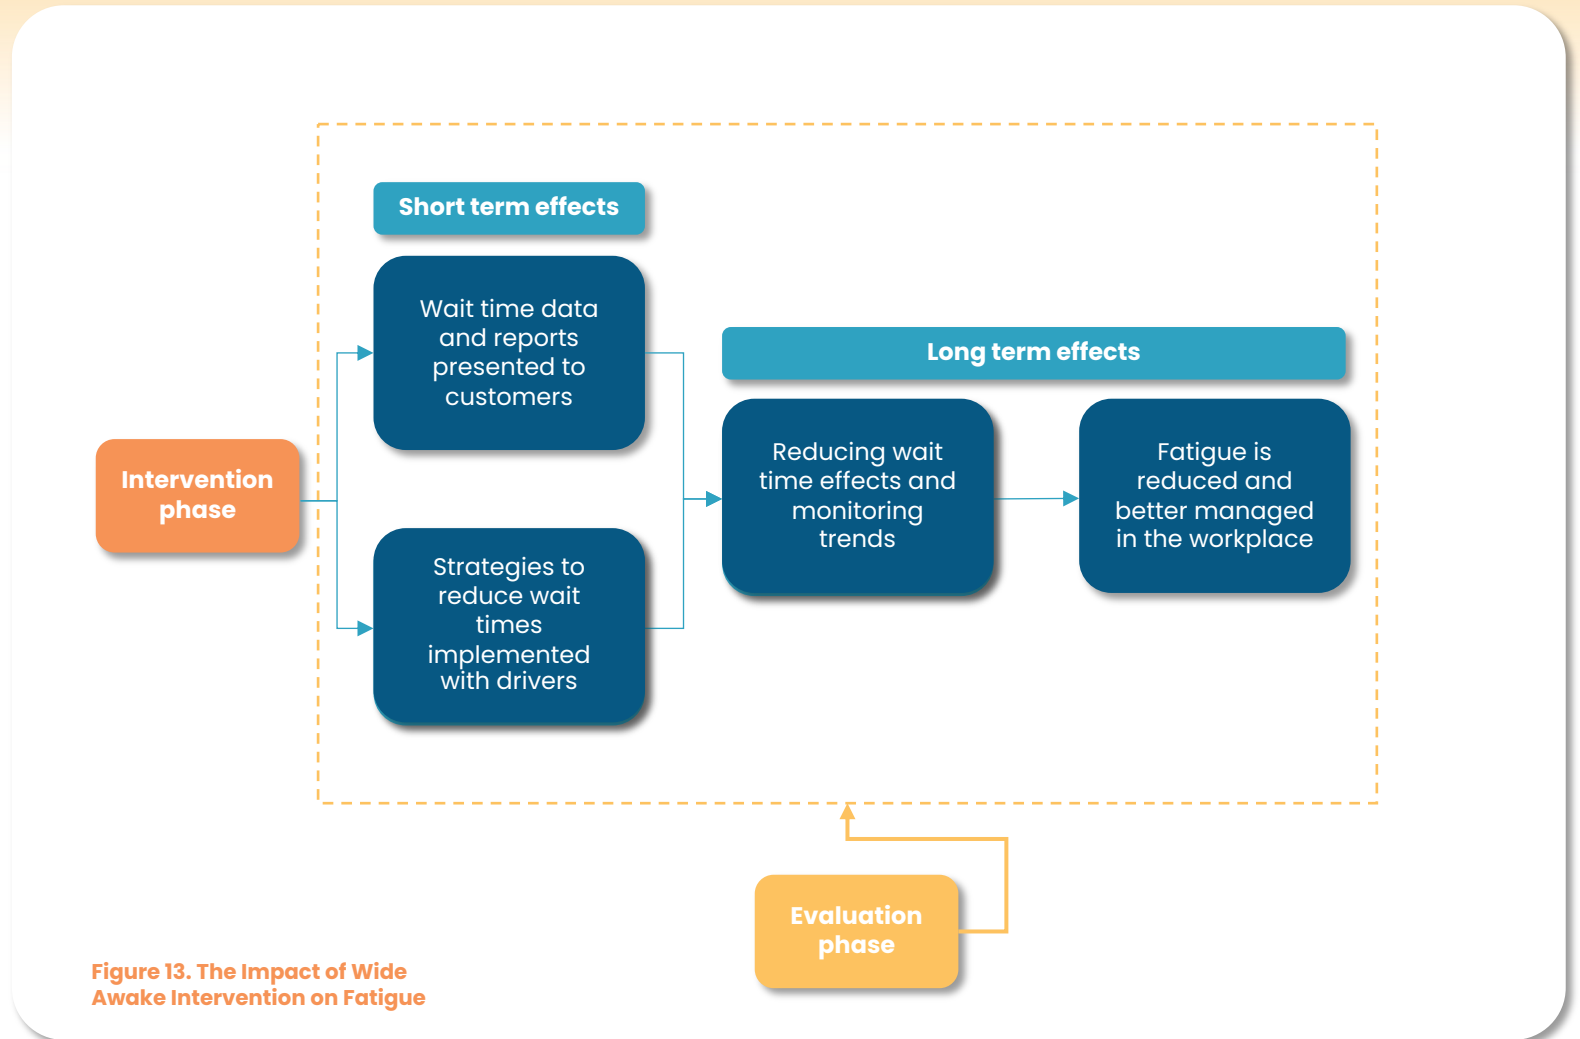 Short term effects
Wait time data
and reports
presented to
customers
Long term effects
Intervention
phase
Reducing wait
time effects and
monitoring
trends
Fatigue is
reduced and
better managed
in the workplace
Strategies to
reduce wait
times
implemented
with drivers
Evaluation
phase
Figure 13. The Impact of Wide
Awake Intervention on Fatigue